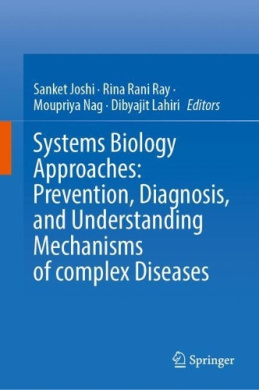 Sanket Joshi · Rina Rani Ray ·
Moupriya Nag · Dibyajit Lahiri Editors
Systems Biology
Approaches:
Prevention, Diagnosis,
and Understanding
Mechanisms
of complex Diseases
Springer